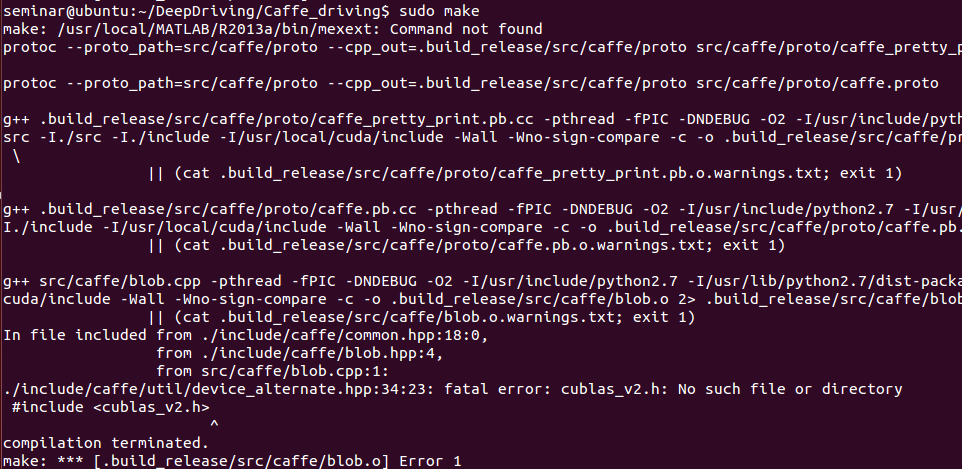 seminar@ubuntu:~/DeepDriving/Caffe_driving$ sudo make
make: /usr/local/MATLAB/R2013a/bin/mexext: Command not found
protoc --proto_path=src/caffe/proto --cpp_out=.build_release/src/caffe/proto src/caffe/proto/caffe_pretty_p
protoc --proto_path=src/caffe/proto --cpp_out=.build_release/src/caffe/proto src/caffe/proto/caffe.proto
g++ .build_release/src/caffe/proto/caffe_pretty_print.pb.cc -pthread -fPIC -DNDEBUG -O2 -I/usr/include/pyth
src -I./src -I./include -I/usr/local/cuda/include -Wall -Wno-sign-compare -c -o .build_release/src/caffe/pr
\
|| (cat .build_release/src/caffe/proto/caffe_pretty_print.pb.o.warnings.txt; exit 1)
g++ .build_release/src/caffe/proto/caffe.pb.cc -pthread -fPIC -DNDEBUG -O2 -I/usr/include/python2.7 -I/usr/
I./include -I/usr/local/cuda/include -Wall -Wno-sign-compare -c -o .build_release/src/caffe/proto/caffe.pb.
|| (cat .build_release/src/caffe/proto/caffe.pb.o.warnings.txt; exit 1)
g++ src/caffe/blob.cpp -pthread -fPIC -DNDEBUG -O2 -I/usr/include/python2.7 -I/usr/lib/python2.7/dist-packa
cuda/include -Wall -Wno-sign-compare -c -o .build_release/src/caffe/blob.o 2> .build_release/src/caffe/blob
|| (cat .build_release/src/caffe/blob.o.warnings.txt; exit 1)
In file included from ./include/caffe/common.hpp:18:0,
from ./include/caffe/blob.hpp:4,
from src/caffe/blob.cpp:1:
./include/caffe/util/device_alternate.hpp:34:23: fatal error: cublas_v2.h: No such file or directory
#include <cublas_v2.h>
^
compilation terminated.
make: *** [.build_release/src/caffe/blob.o] Error 1